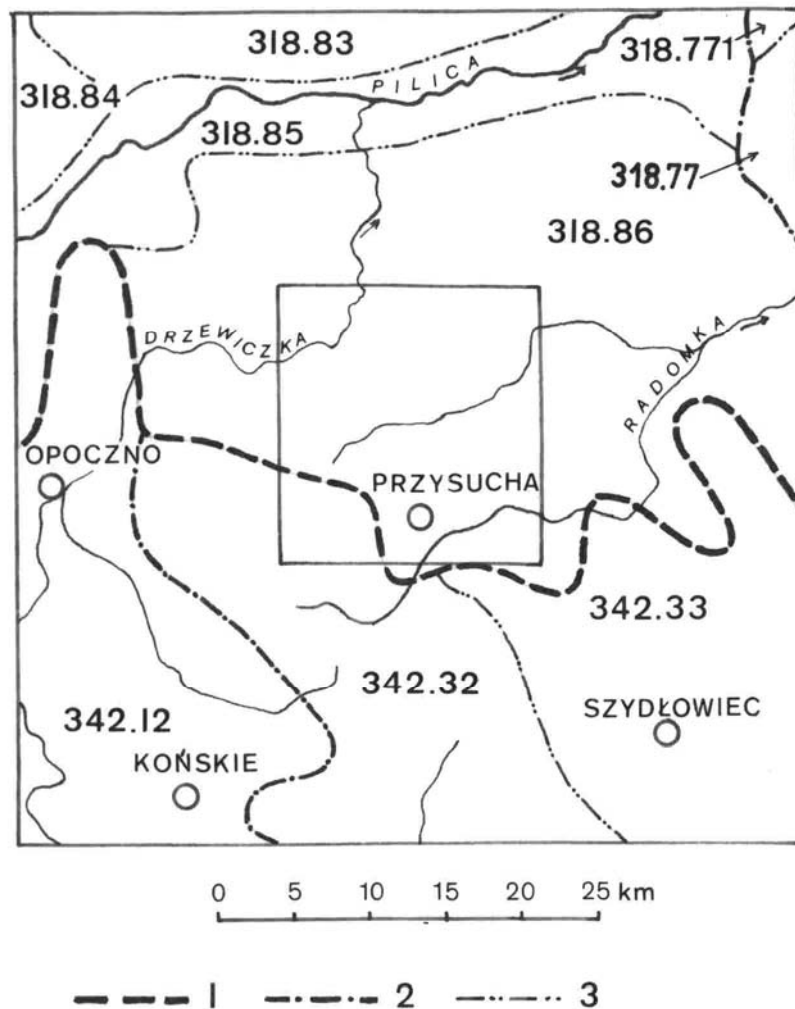 318.83
318.771
318.84
PILICA
318.85
318.77
318.86
DRZEWICZKA
RADOMKA
OPOCZNO
PRZYSUCHA
342.33
342.32
342.12
SZYDŁOWIEC
KOŃSKIE
0 5 10 15 20 25 km
1 2 3